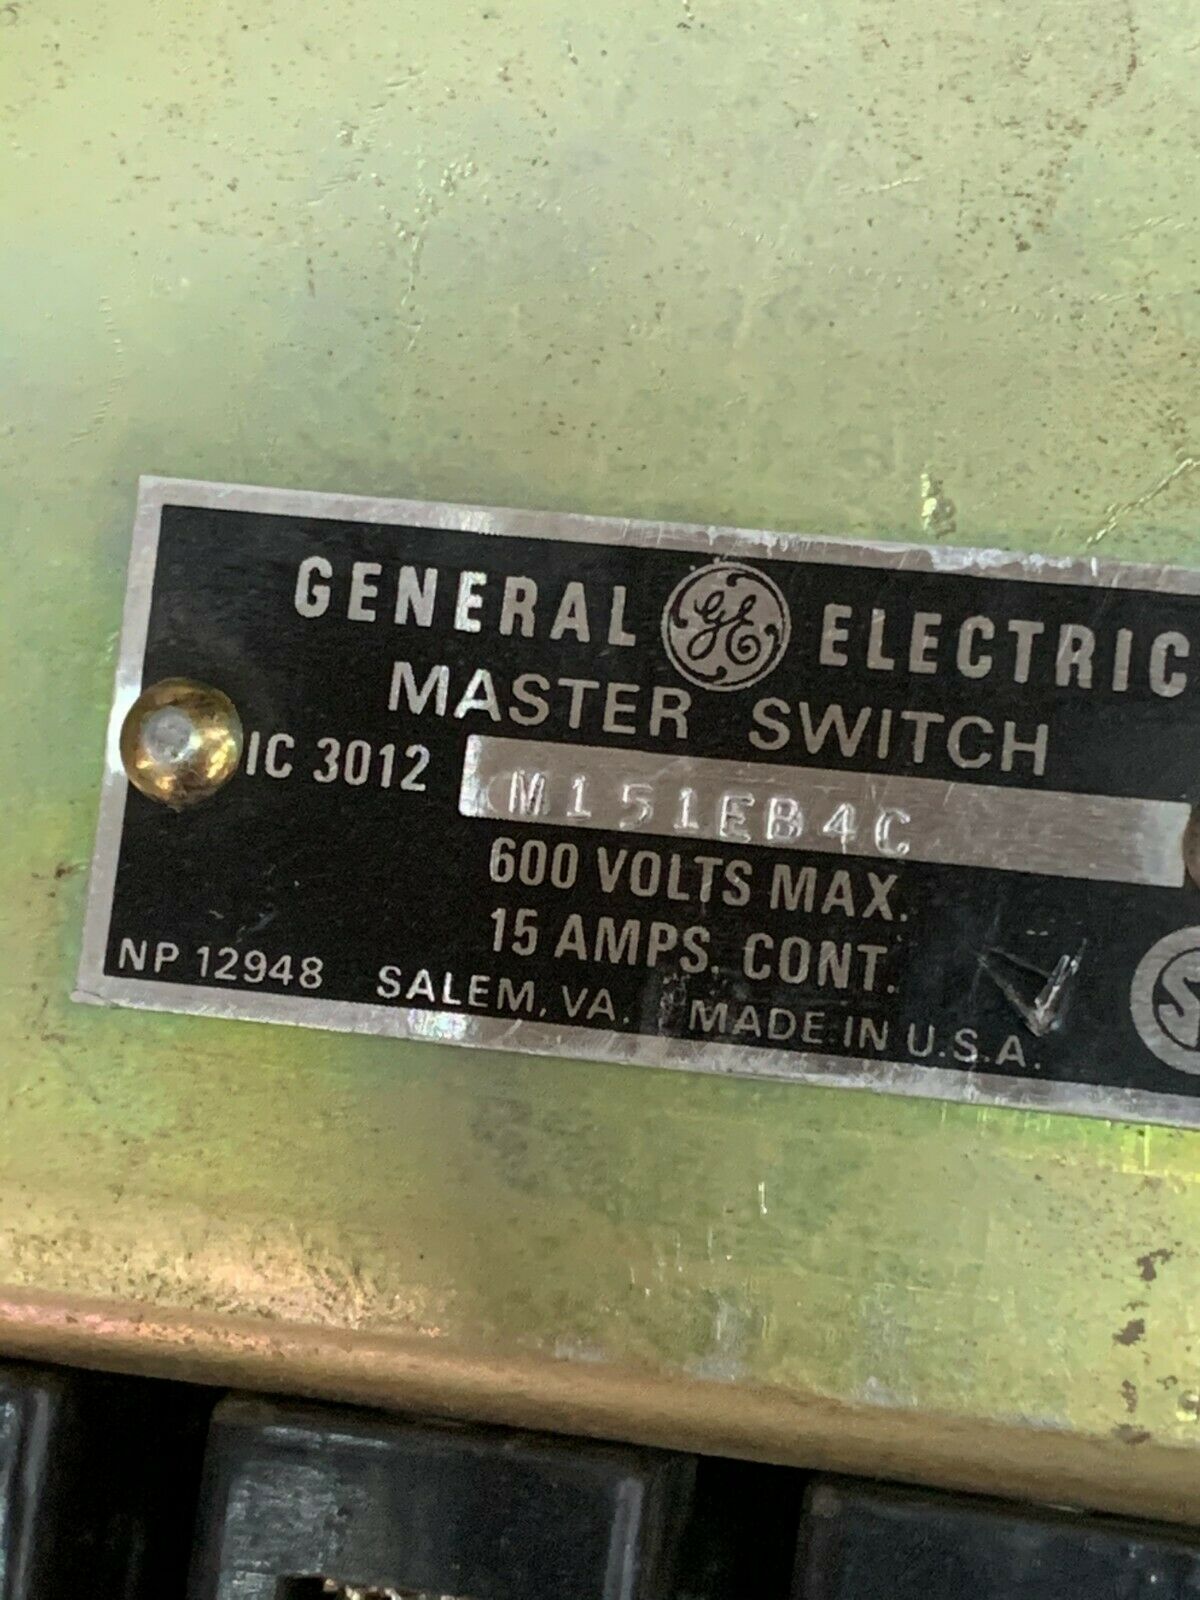 GENERAL GE ELECTRIC
MASTER SWITCH
IC 3012 M151EB4C
600 VOLTS MAX.
15 AMPS. CONT.
NP 12948 SALEM, VA. MADE IN U.S.A.